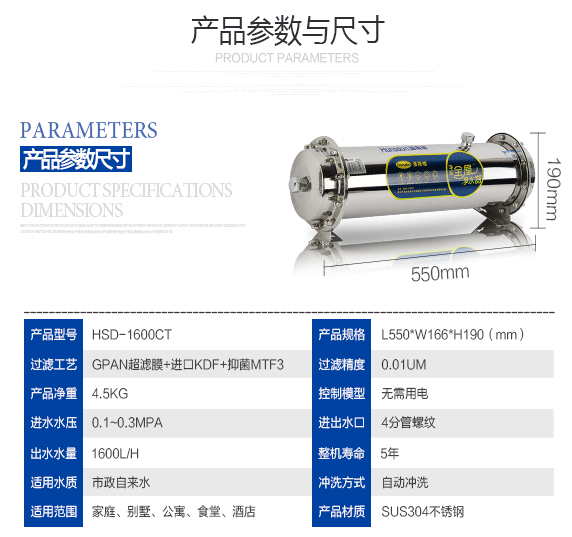 产品参数与尺寸
PRODUCT PARAMETERS
PARAMETERS
产品参数尺寸
PRODUCT SPECIFICATIONS
DIMENSIONS
全屋
净水器
190mm
550mm
产品型号 HSD-1600CT 产品规格 L550*W166*H190（mm）
过滤工艺 GPAN超滤膜+进口KDF+抑菌MTF3 过滤精度 0.01UM
产品净重 4.5KG 控制模型 无需用电
进水水压 0.1~0.3MPA 进出水口 4分管螺纹
出水水量 1600L/H 整机寿命 5年
适用水质 市政自来水 冲洗方式 自动冲洗
适用范围 家庭、别墅、公寓、食堂、酒店 产品材质 SUS304不锈钢